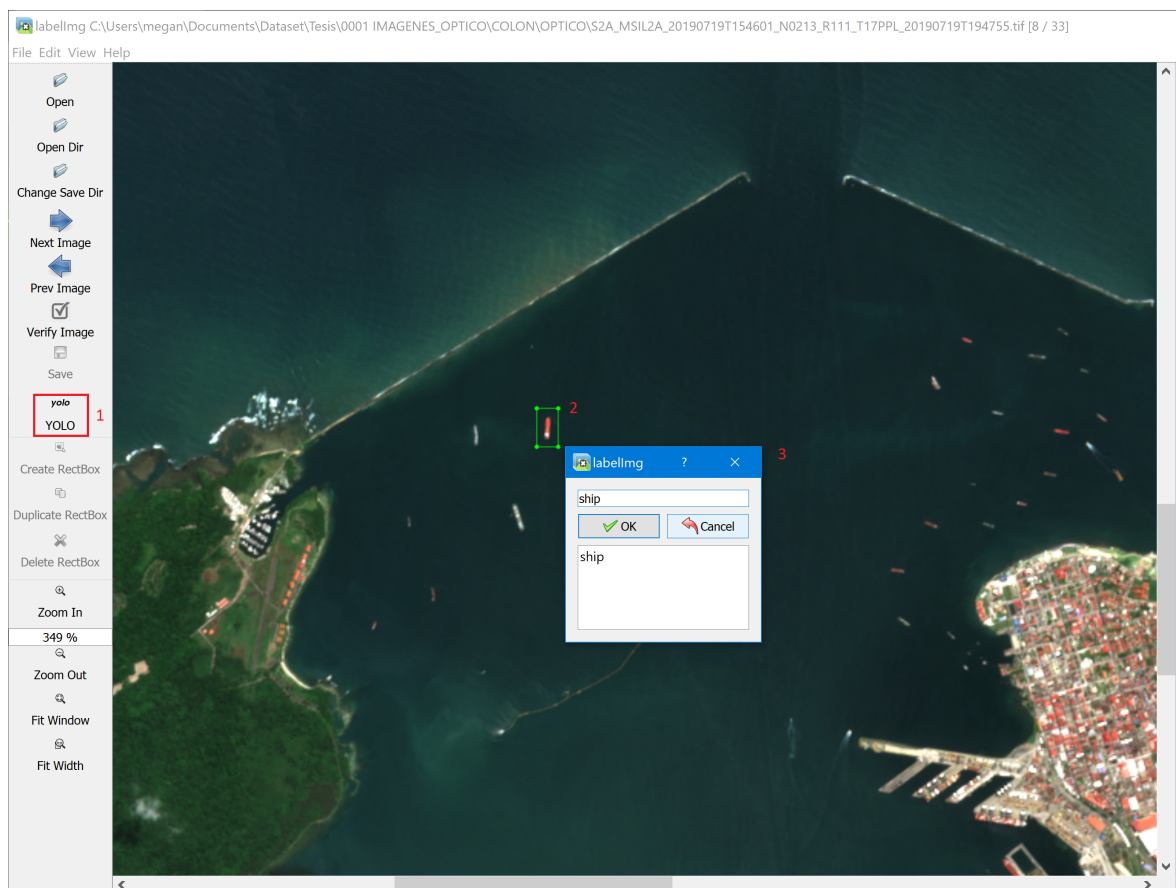 labelImg C:\Users\megan\Documents\Dataset\Tesis\0001 IMAGENES_OPTICO\COLON\OPTICO\S2A_MSIL2A_20190719T154601_N0213_R111_T17PPL_20190719T194755.tif [8 / 33]
File Edit View Help
Open
Open Dir
Change Save Dir
Next Image
Prev Image
Verify Image
Save
yolo
YOLO
1
Create RectBox
Duplicate RectBox
Delete RectBox
Zoom In
349 %
Zoom Out
Fit Window
Fit Width
2
labelImg ?
3
ship
OK Cancel
ship